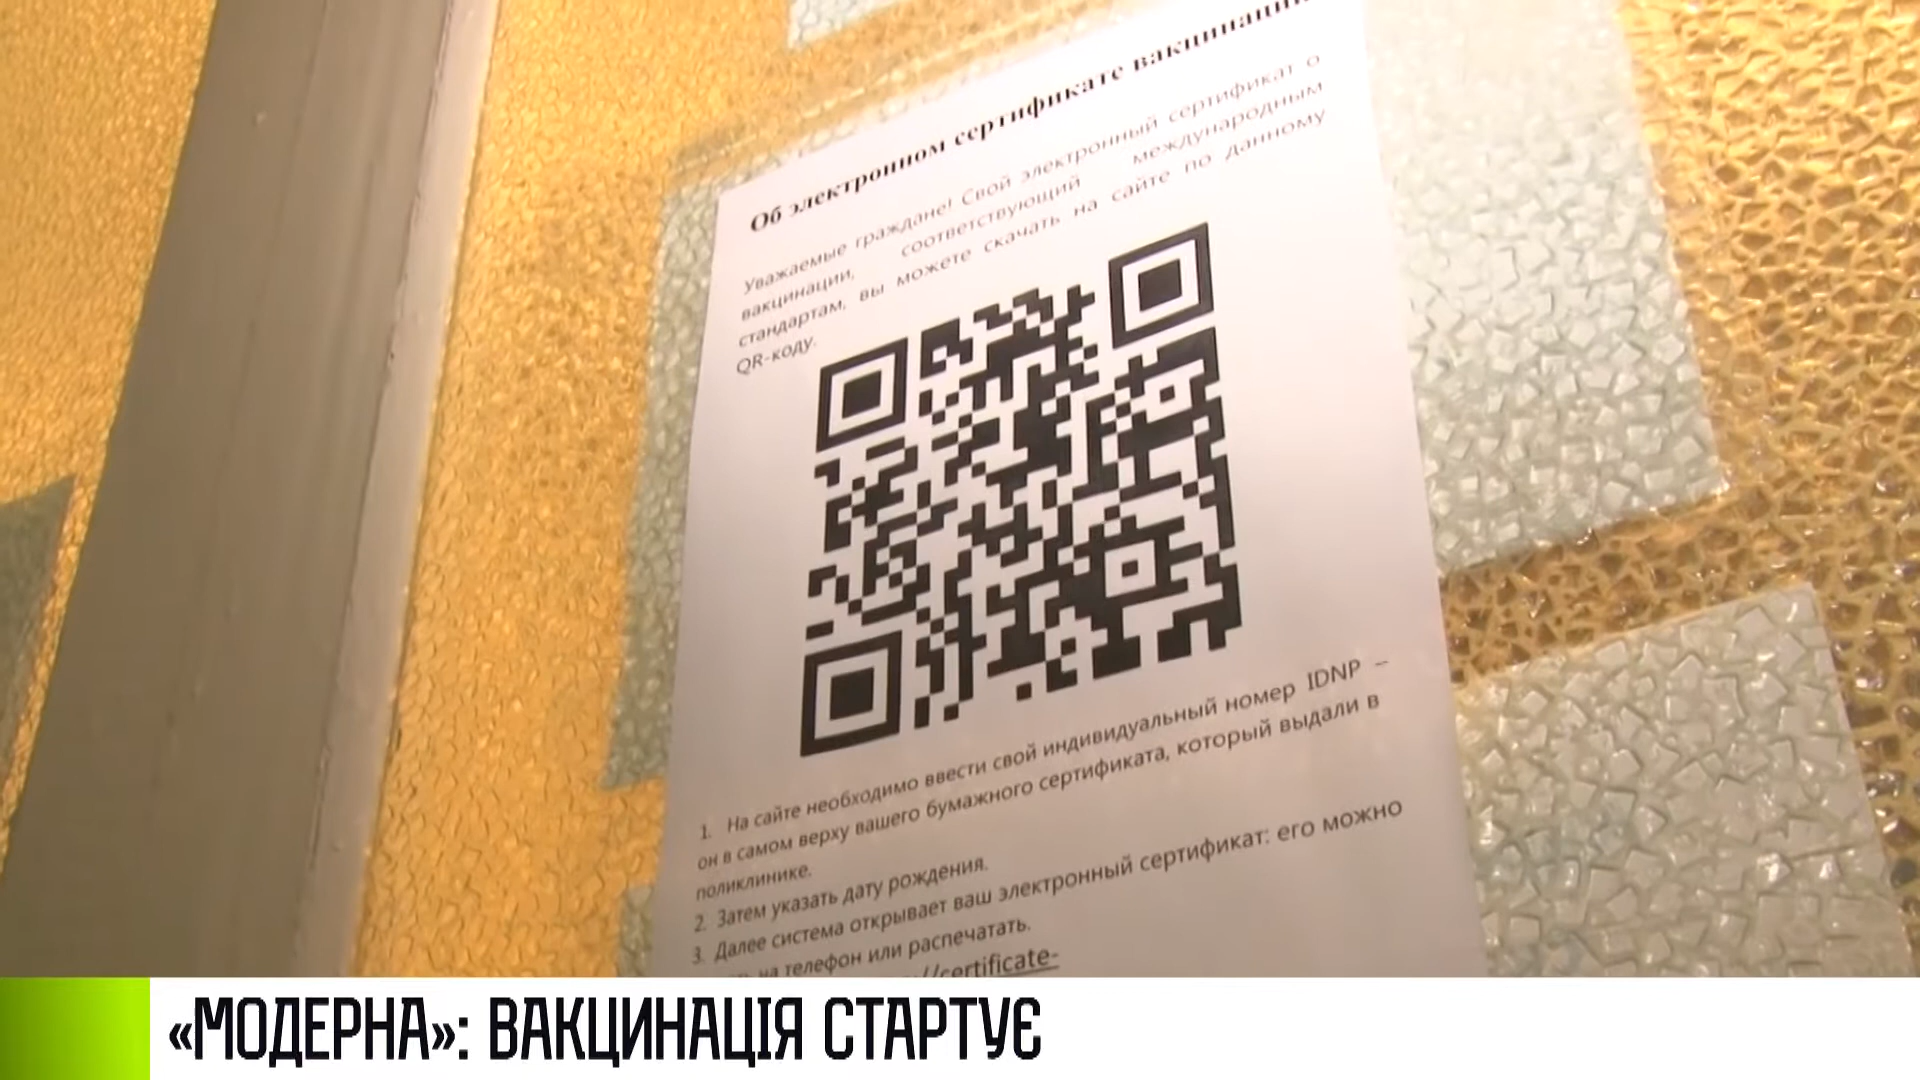 Об электронном сертификате вакцинации
Уважаемые граждане! Свой электронный сертификат о
вакцинации, соответствующий международным
стандартам, вы можете скачать на сайте по данному
QR-коду.
1. На сайте необходимо ввести свой индивидуальный номер IDNP –
он в самом верху вашего бумажного сертификата, который выдали в
поликлинике.
2. Затем указать дату рождения.
3. Далее система открывает ваш электронный сертификат: его можно
на телефон или распечатать.
//certificate-
«МОДЕРНА»: ВАКЦИНАЦІЯ СТАРТУЄ